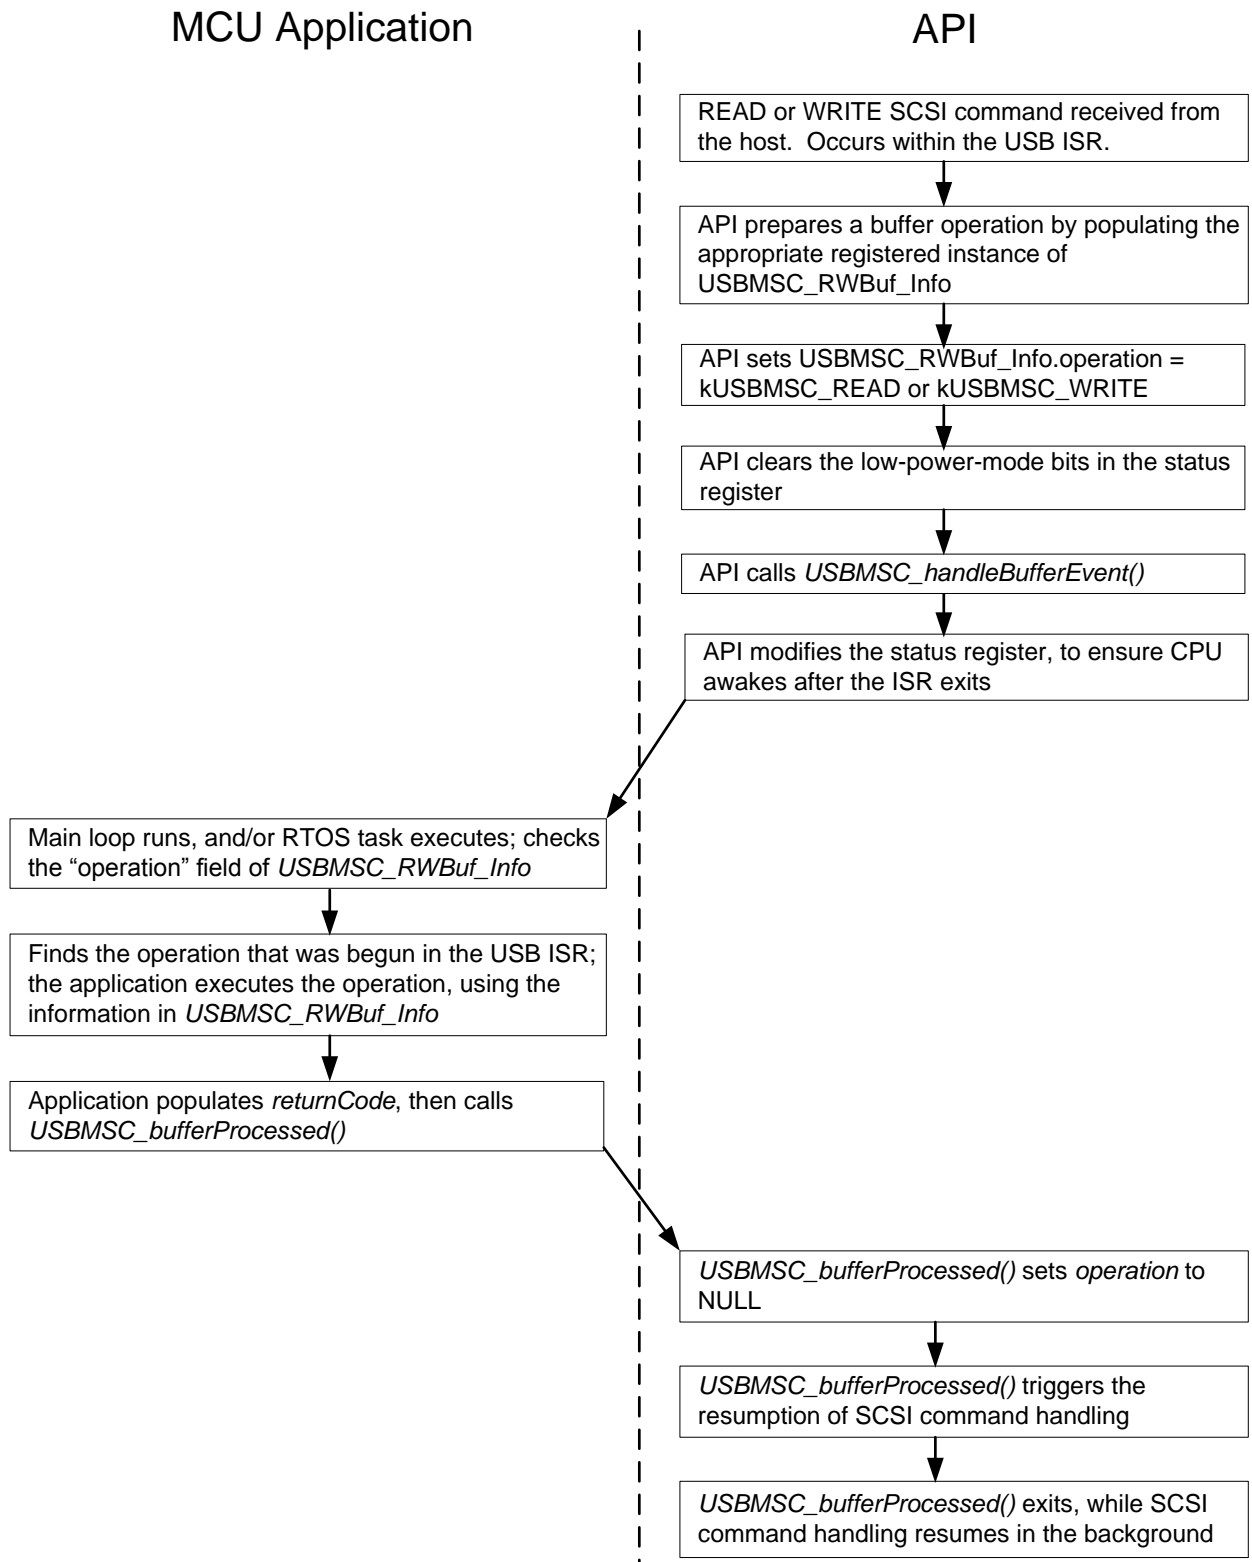 MCU Application
API
READ or WRITE SCSI command received from
the host.  Occurs within the USB ISR.
API prepares a buffer operation by populating the
appropriate registered instance of
USBMSC_RWBuf_Info
API sets USBMSC_RWBuf_Info.operation =
kUSBMSC_READ or kUSBMSC_WRITE
API clears the low-power-mode bits in the status
register
API calls USBMSC_handleBufferEvent()
API modifies the status register, to ensure CPU
awakes after the ISR exits
Main loop runs, and/or RTOS task executes; checks
the “operation” field of USBMSC_RWBuf_Info
Finds the operation that was begun in the USB ISR;
the application executes the operation, using the
information in USBMSC_RWBuf_Info
Application populates returnCode, then calls
USBMSC_bufferProcessed()
USBMSC_bufferProcessed() sets operation to
NULL
USBMSC_bufferProcessed() triggers the
resumption of SCSI command handling
USBMSC_bufferProcessed() exits, while SCSI
command handling resumes in the background